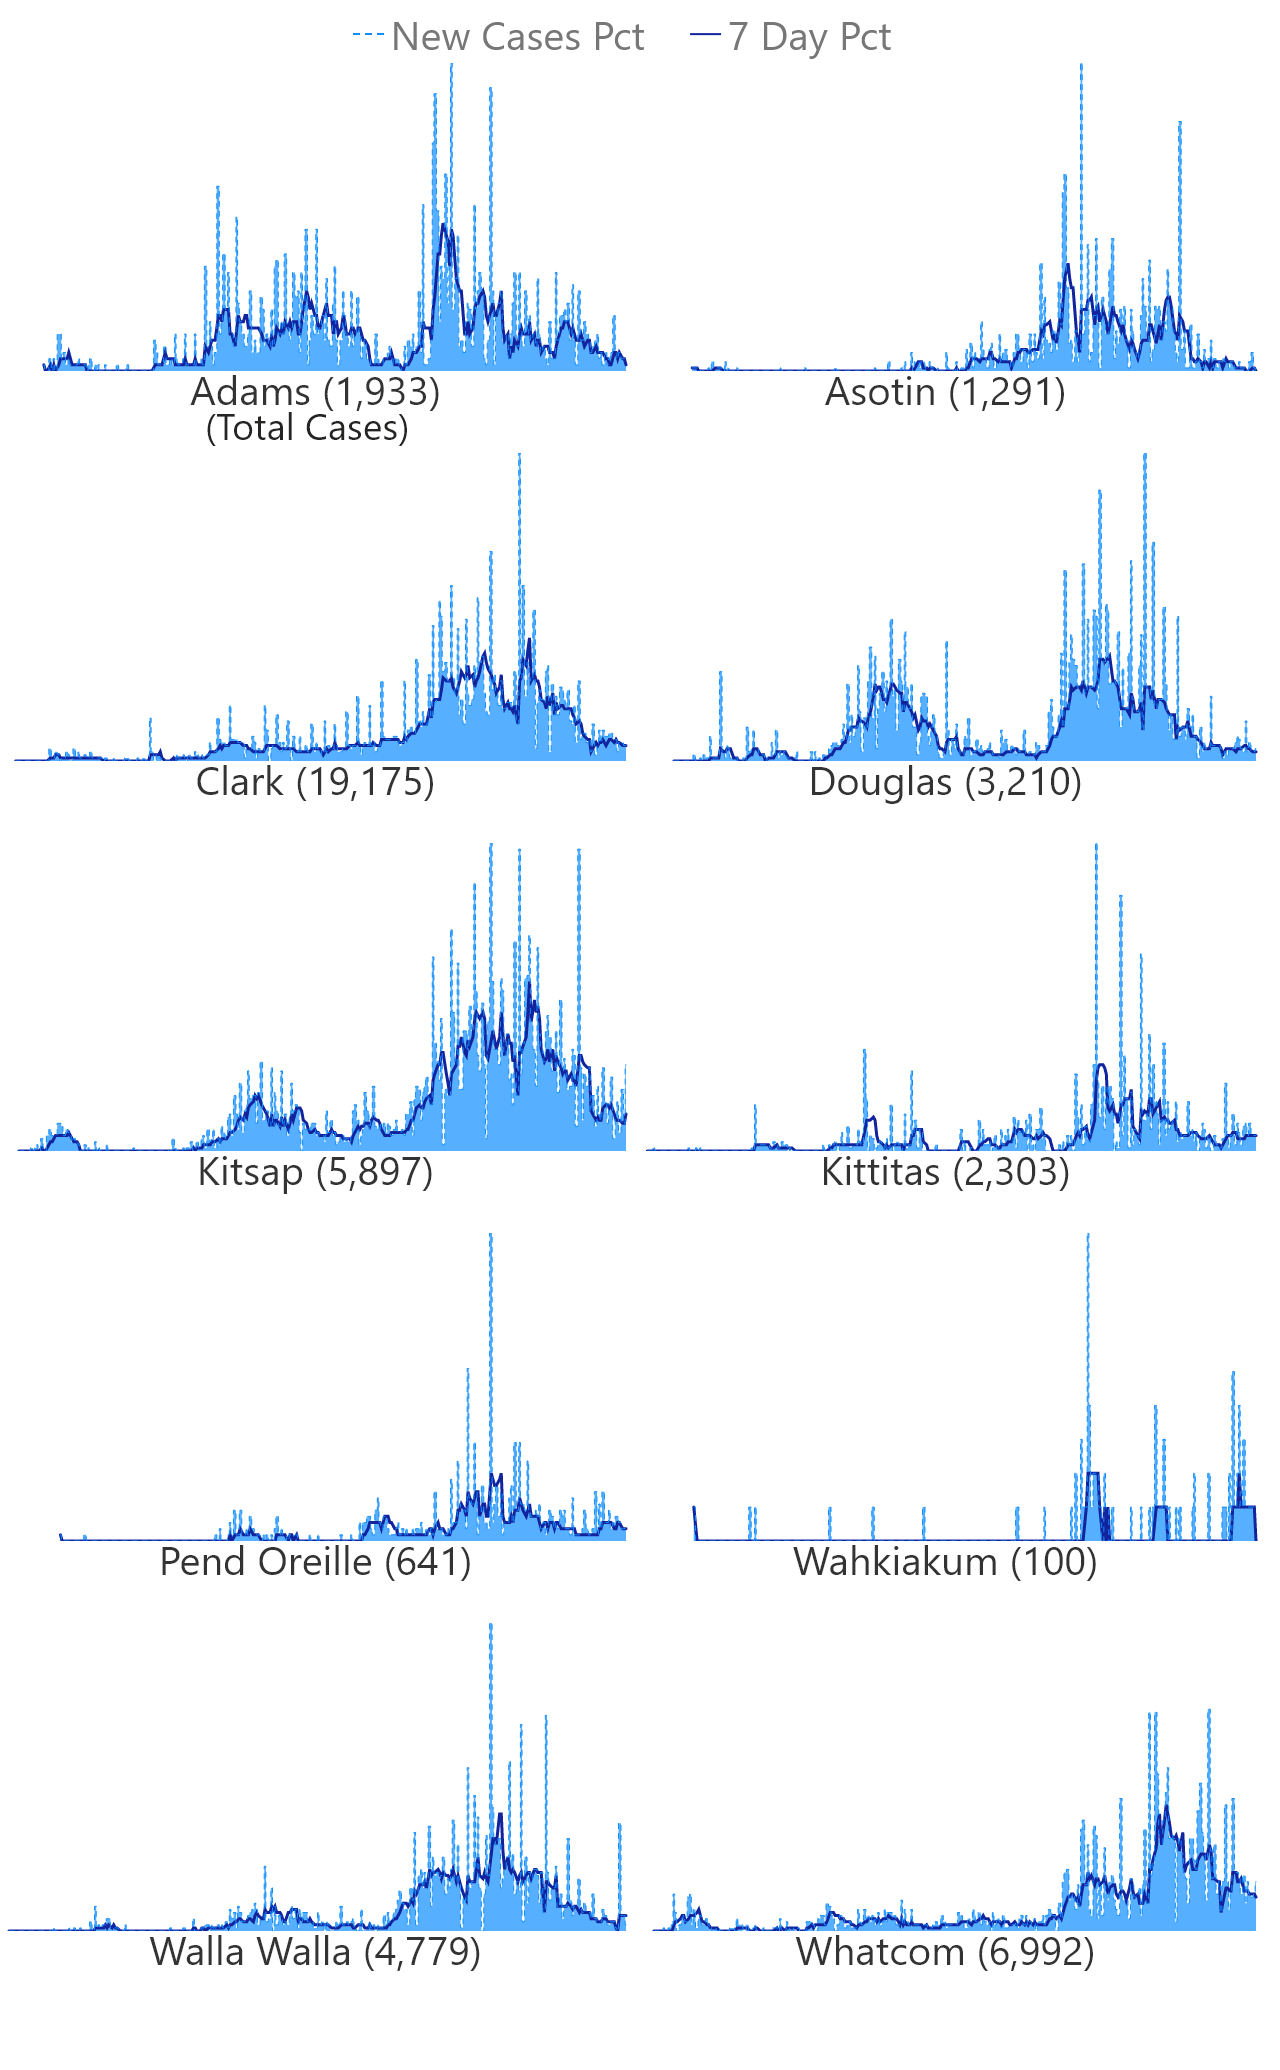 New Cases Pct 7 Day Pct
Adams (1,933) Asotin (1,291)
(Total Cases)
Clark (19,175) Douglas (3,210)
Kitsap (5,897) Kittitas (2,303)
Pend Oreille (641) Wahkiakum (100)
Walla Walla (4,779) Whatcom (6,992)